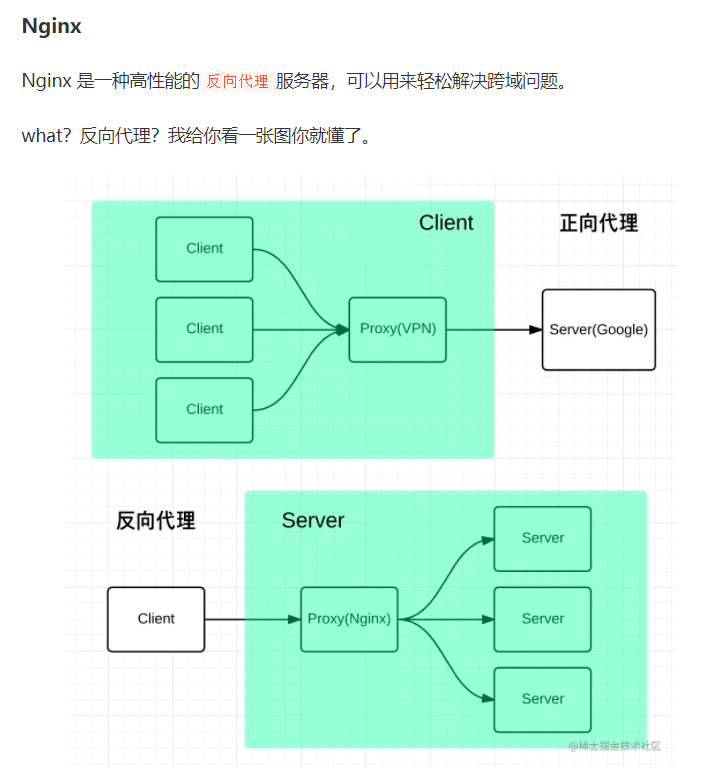 Nginx
Nginx 是一种高性能的 反向代理 服务器，可以用来轻松解决跨域问题。
what？反向代理？我给你看一张图你就懂了。
Client
正向代理
Client
Client
Proxy(VPN)
Server(Google)
Client
反向代理
Server
Server
Client
Proxy(Nginx)
Server
Server
@稀土掘金技术社区